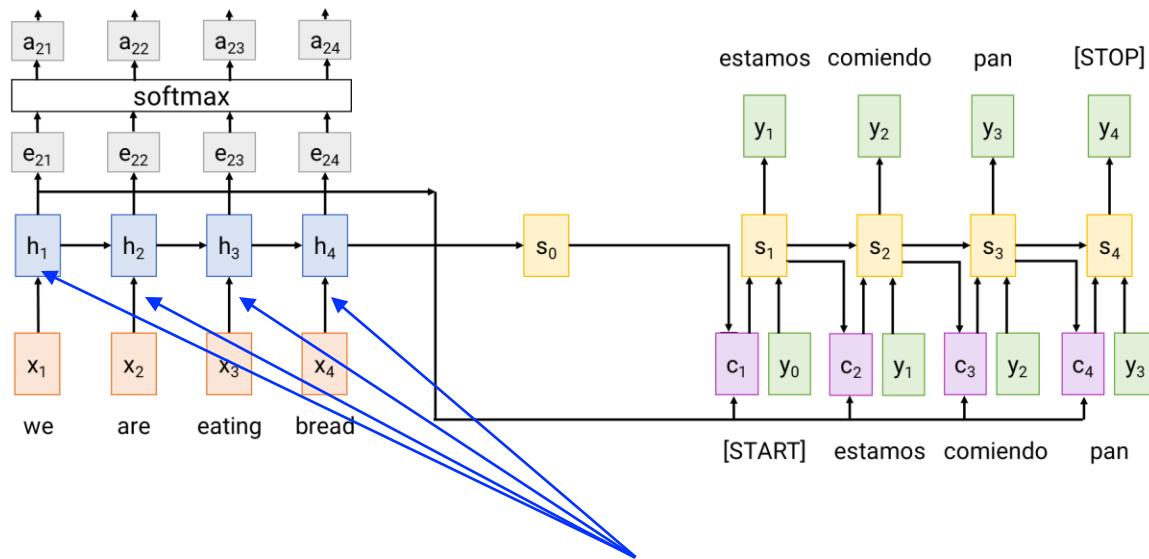 a₂₁ a₂₂ a₂₃ a₂₄
softmax
e₂₁ e₂₂ e₂₃ e₂₄
h₁ h₂ h₃ h₄
x₁ x₂ x₃ x₄
we are eating bread
s₀
estamos comiendo pan [STOP]
y₁ y₂ y₃ y₄
s₁ s₂ s₃ s₄
c₁ y₀ c₂ y₁ c₃ y₂ c₄ y₃
[START] estamos comiendo pan